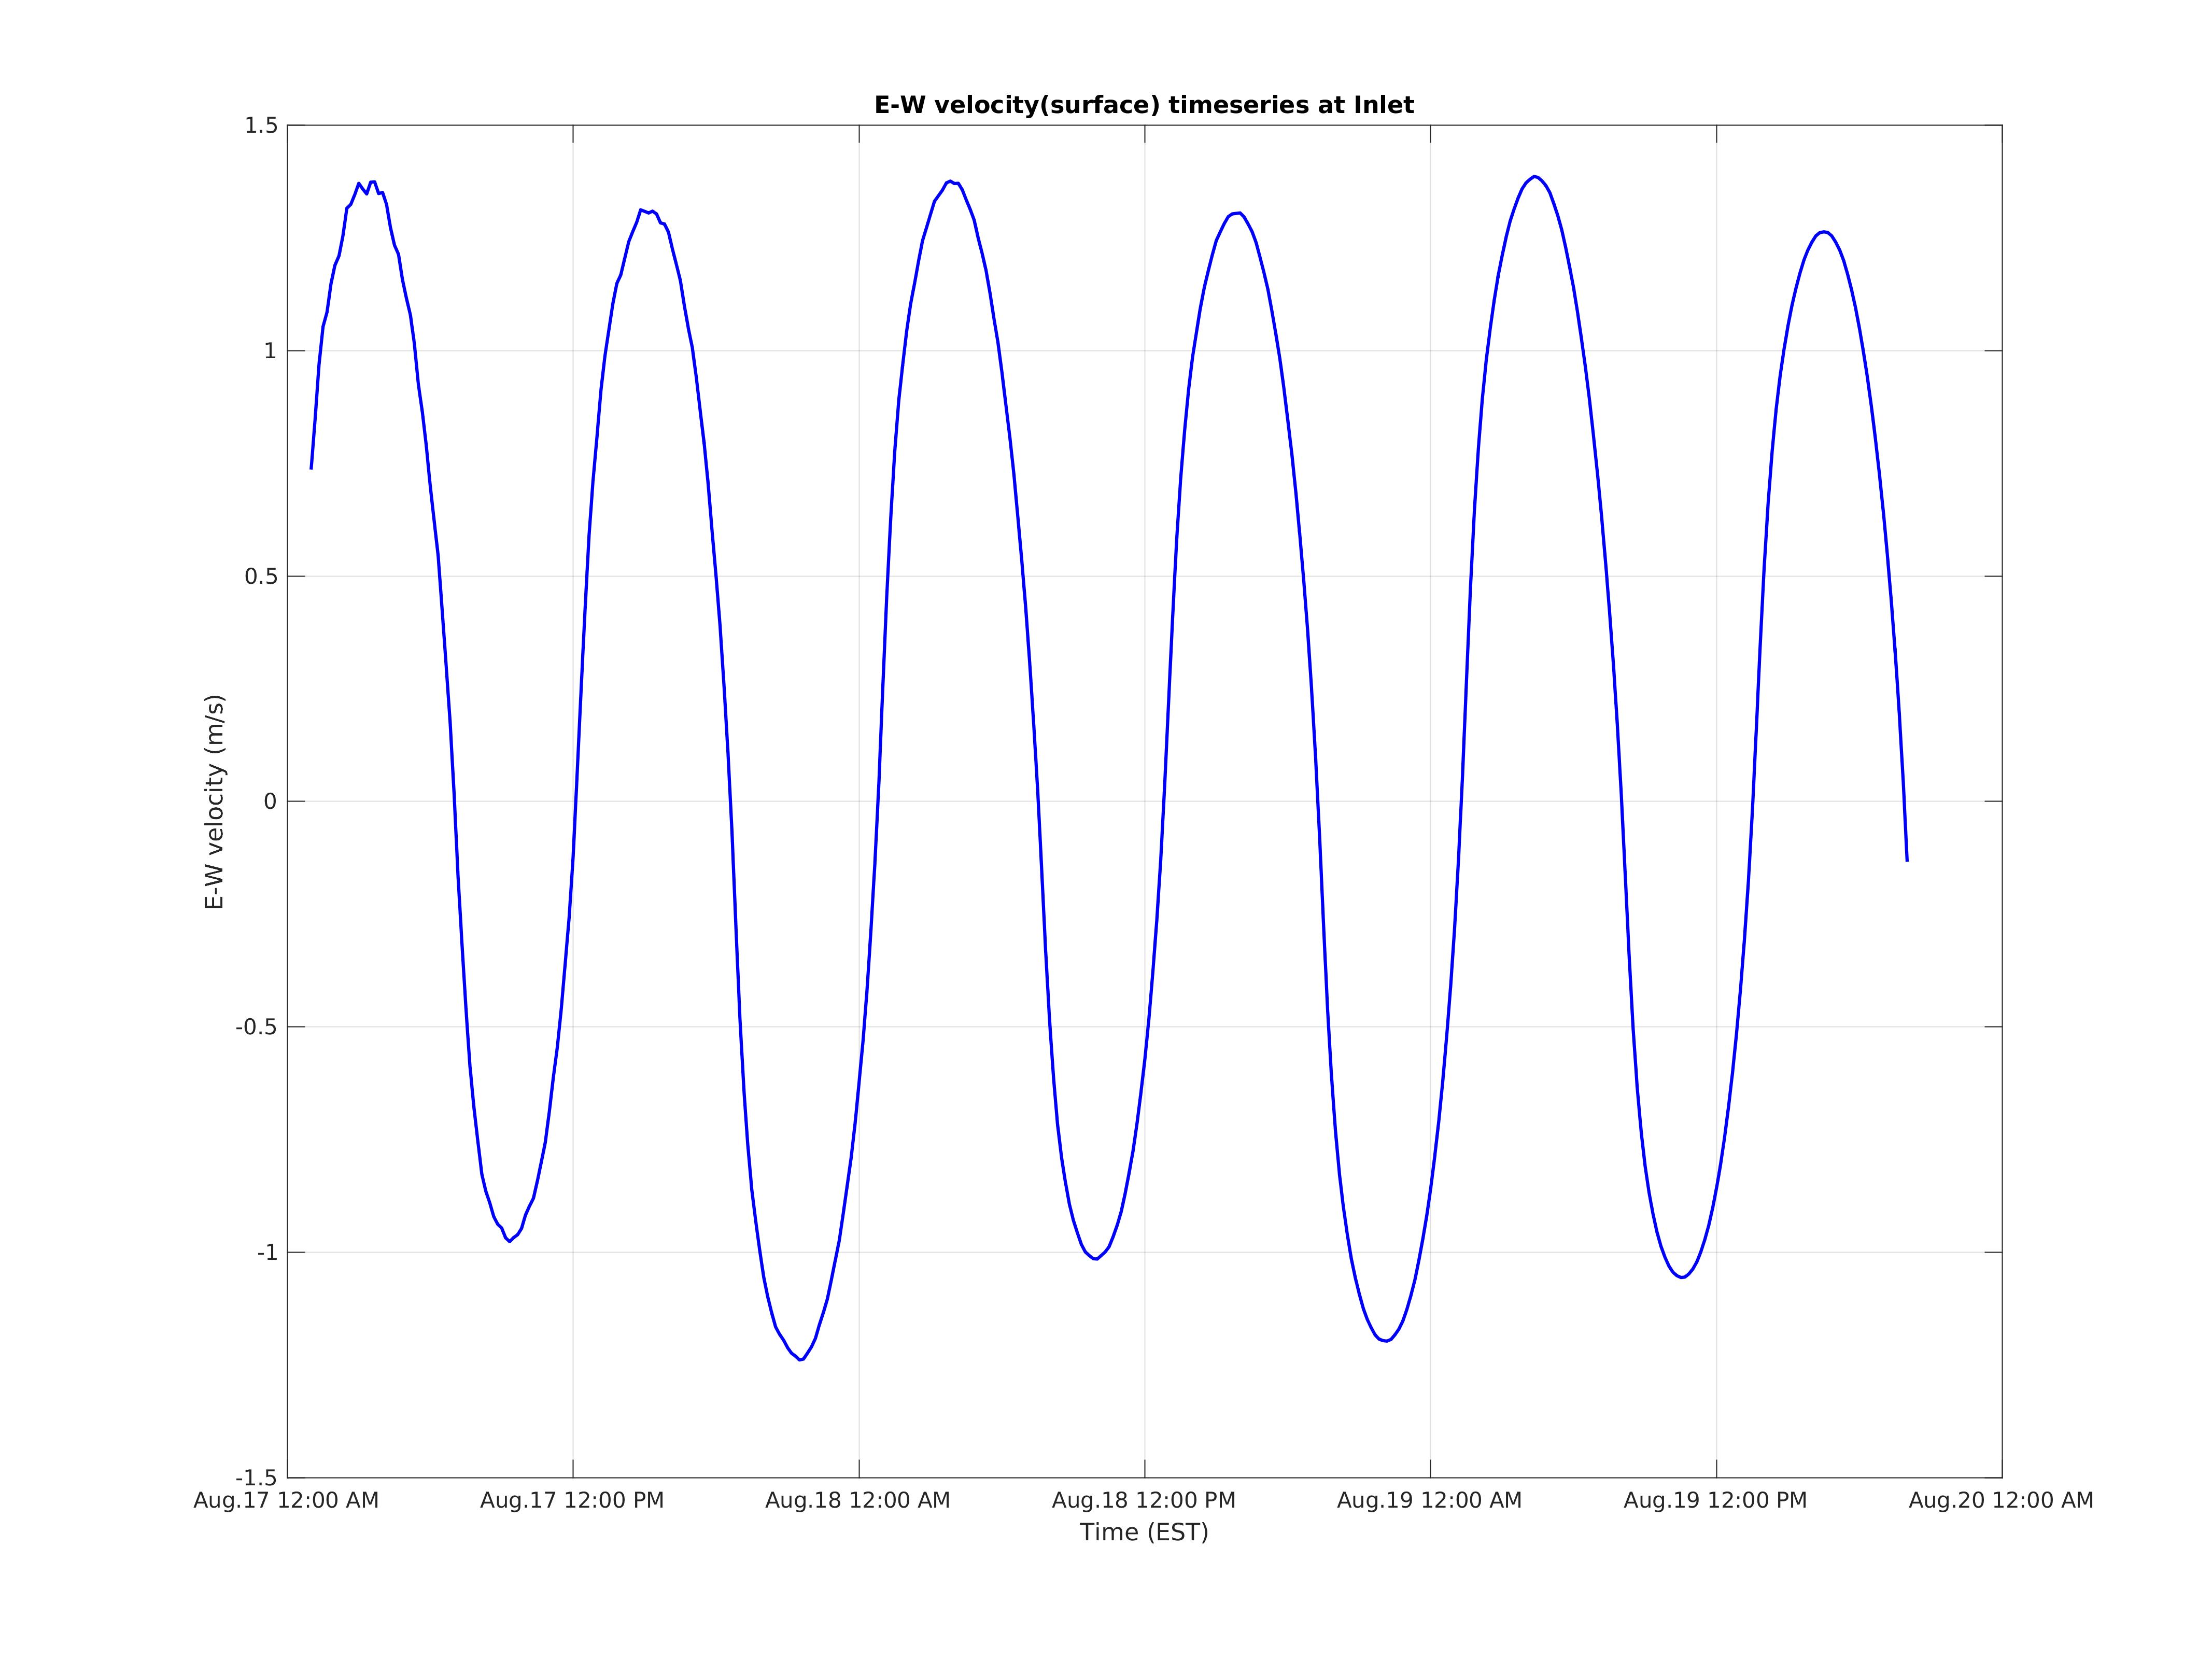 E-W velocity(surface) timeseries at Inlet
1.5
1
0.5
0
-0.5
-1
-1.5
E-W velocity (m/s)
Aug.17 12:00 AM Aug.17 12:00 PM Aug.18 12:00 AM Aug.18 12:00 PM Aug.19 12:00 AM Aug.19 12:00 PM Aug.20 12:00 AM
Time (EST)